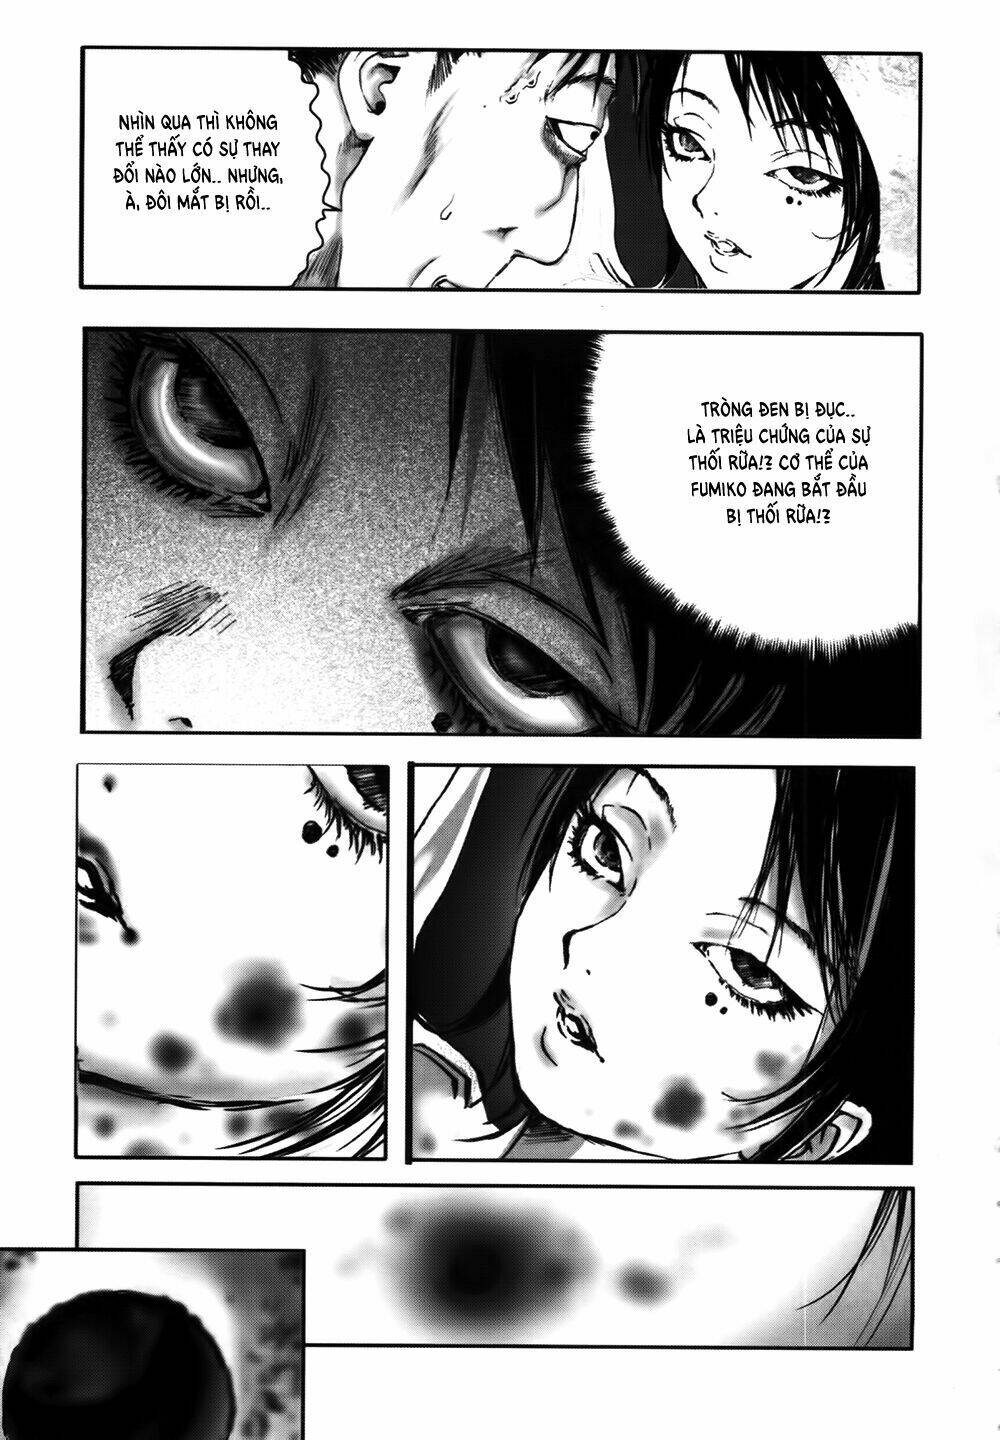 NHÌN QUA THÌ KHÔNG
THỂ THẤY CÓ SỰ THAY
ĐỔI NÀO LỚN.. NHƯNG,
À, ĐÔI MẮT BỊ RỒI..
TRÒNG ĐEN BỊ ĐỤC..
LÀ TRIỆU CHỨNG CỦA SỰ
THỐI RỮA!? CƠ THỂ CỦA
FUMIKO ĐANG BẮT ĐẦU
BỊ THỐI RỮA!?